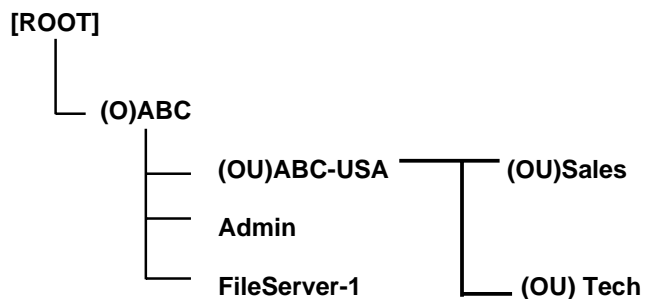 [ROOT]
(O)ABC
(OU)ABC-USA
(OU)Sales
Admin
FileServer-1
(OU) Tech